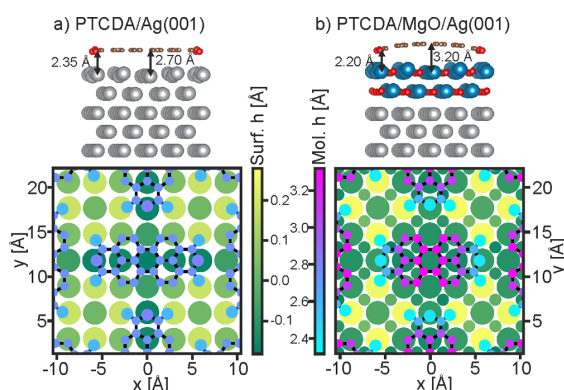 a) PTCDA/Ag(001)
b) PTCDA/MgO/Ag(001)
2.35 Å
2.70 Å
2.20 Å
3.20 Å
Surf. h [Å]
Mol. h [Å]
20
15
10
5
y [Å]
-10 -5 0 5 10
x [Å]
0.2
0.1
0.0
-0.1
3.2
3.0
2.8
2.6
2.4
20
15
10
5
y [Å]
-10 -5 0 5 10
x [Å]